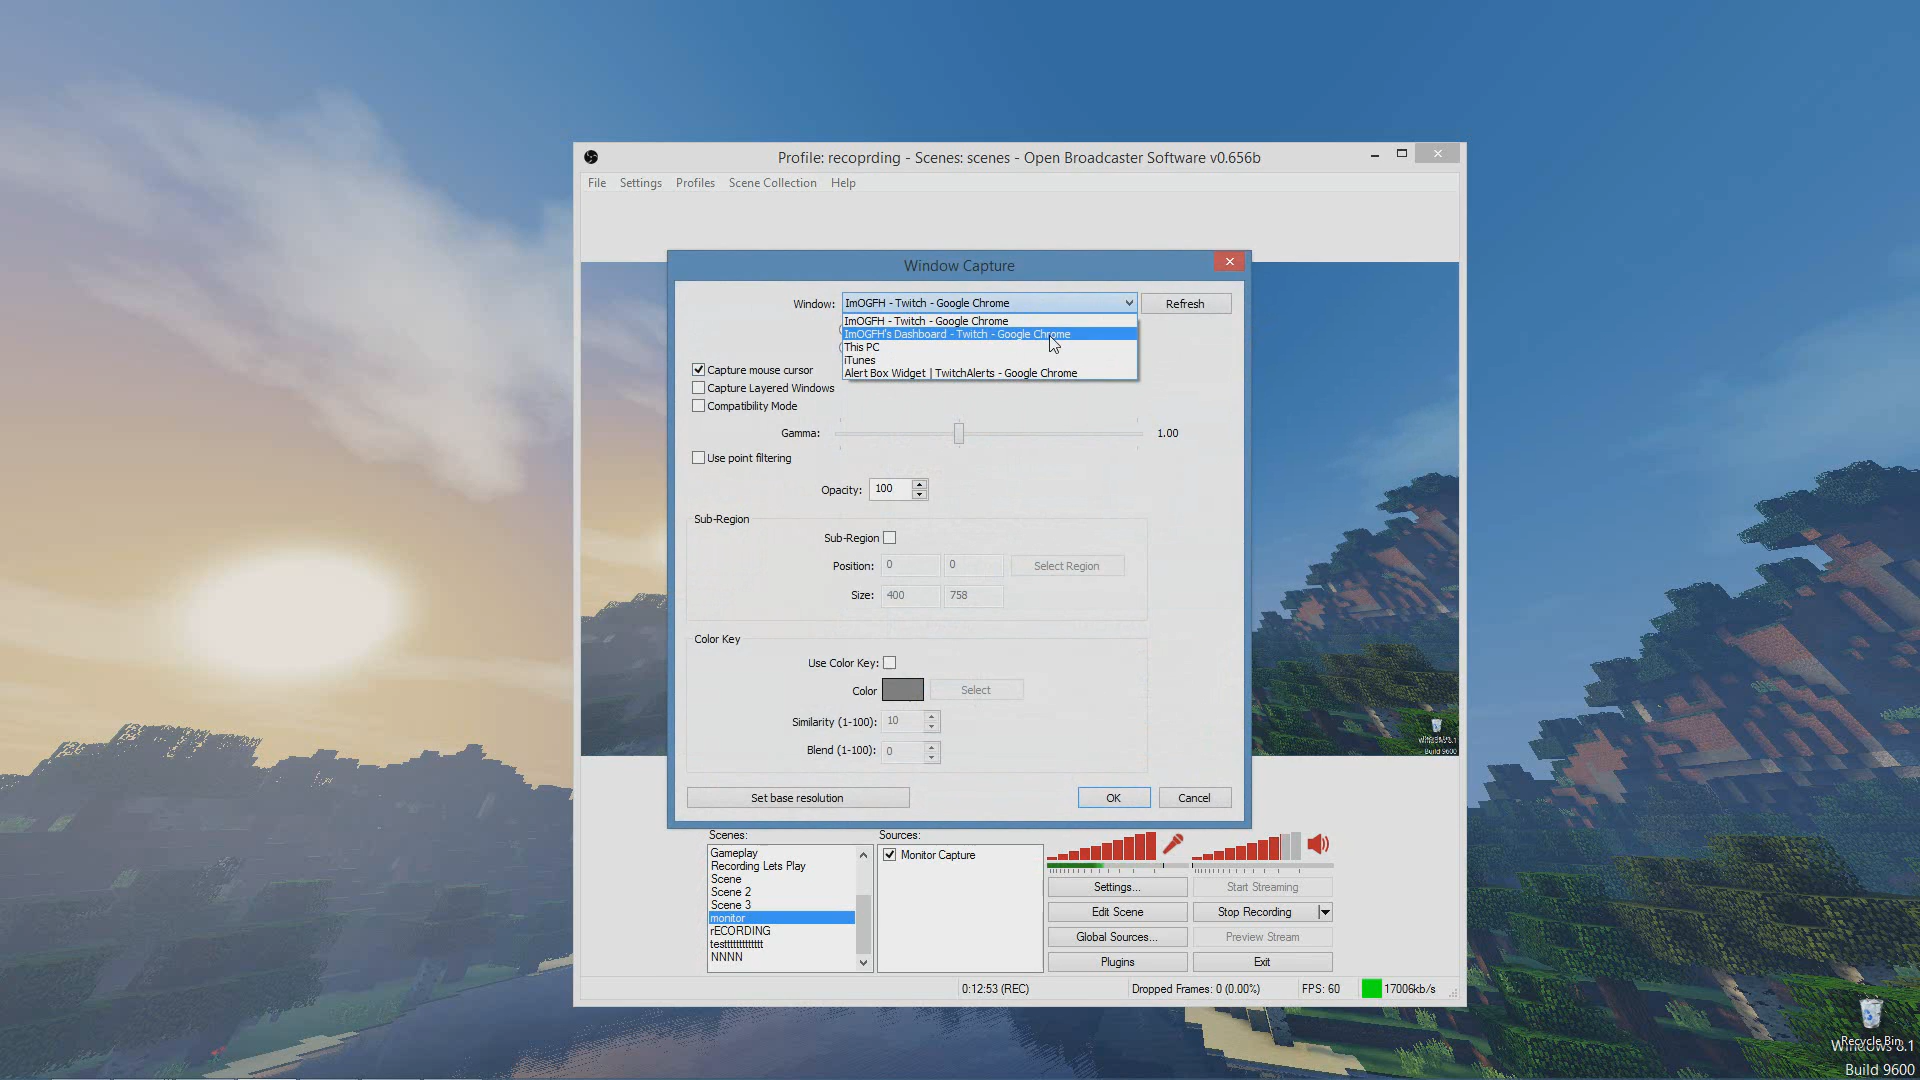 Profile: recoprding - Scenes: scenes - Open Broadcaster Software v0.656b
File Settings Profiles Scene Collection Help
Window Capture
Window: ImOGFH - Twitch - Google Chrome Refresh
ImOGFH - Twitch - Google Chrome
ImOGFH's Dashboard - Twitch - Google Chrome
This PC
iTunes
Alert Box Widget | TwitchAlerts - Google Chrome
Capture mouse cursor
Capture Layered Windows
Compatibility Mode
Gamma: 1.00
Use point filtering
Opacity: 100
Sub-Region
Sub-Region
Position: 0 0 Select Region
Size: 400 758
Color Key
Use Color Key:
Color Select
Similarity (1-100): 10
Blend (1-100): 0
Set base resolution OK Cancel
Build 9600
Scenes: Sources:
Gameplay
Recording Lets Play
Scene
Scene 2
Scene 3
monitor
rECORDING
testttttttttttttt
NNNN
Monitor Capture
Settings... Start Streaming
Edit Scene Stop Recording
Global Sources... Preview Stream
Plugins Exit
0:12:53 (REC) Dropped Frames: 0 (0.00%) FPS: 60 17006kb/s
Recycle Bin
Windows 8.1
Build 9600